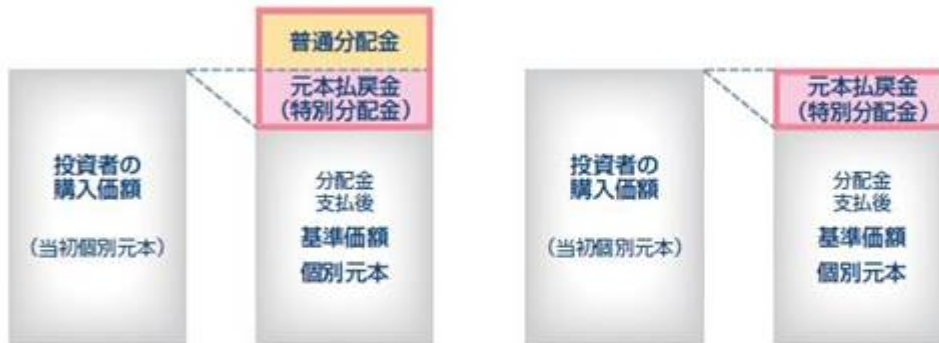 普通分配金
元本払戻金
（特別分配金）
投資者の
購入価額
（当初個別元本）
分配金
支払後
基準価額
個別元本
元本払戻金
（特別分配金）
投資者の
購入価額
（当初個別元本）
分配金
支払後
基準価額
個別元本